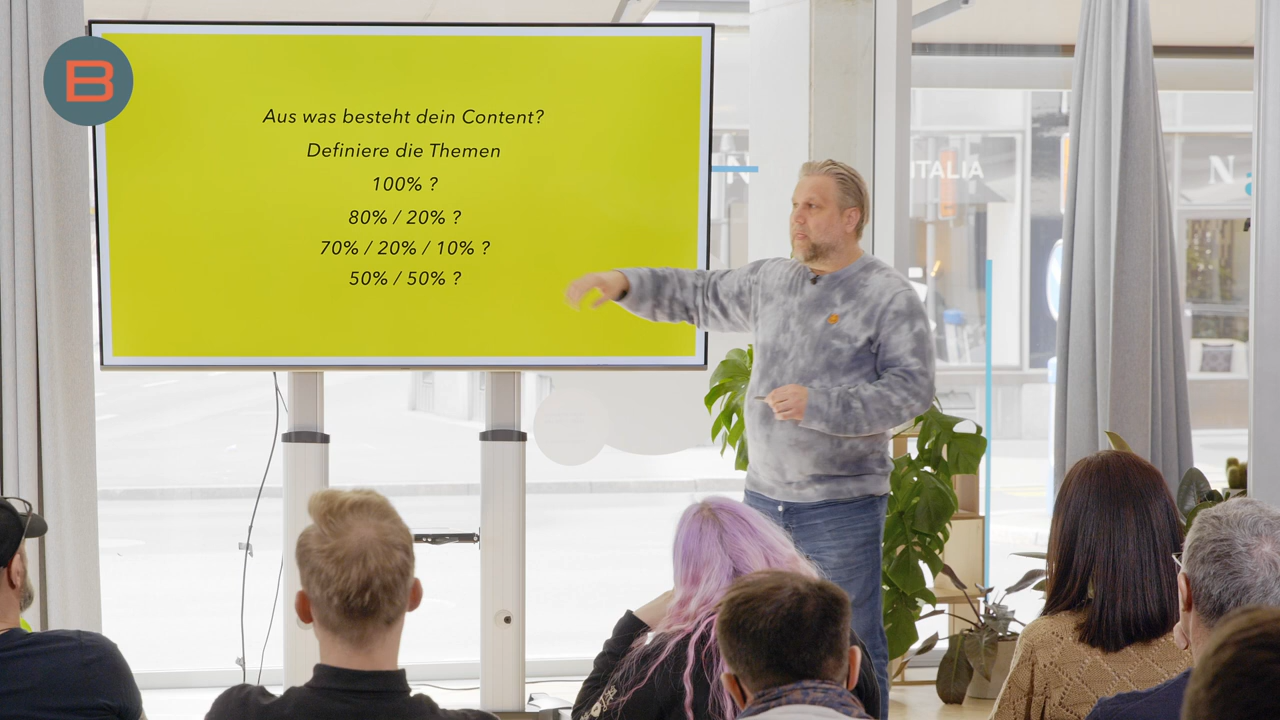 B
Aus was besteht dein Content?
Definiere die Themen
100% ?
80% / 20% ?
70% / 20% / 10% ?
50% / 50% ?
N
ITALIA
N